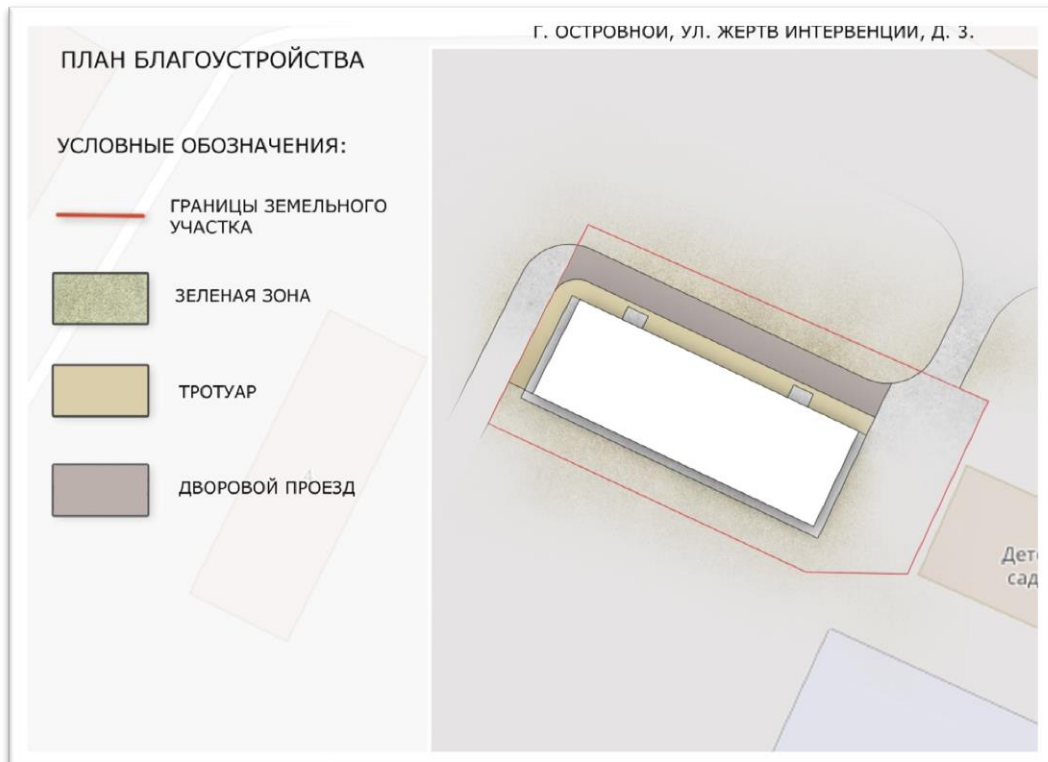 Г. ОСТРОВНОЙ, УЛ. ЖЕРТВ ИНТЕРВЕНЦИИ, Д. 3.
ПЛАН БЛАГОУСТРОЙСТВА
УСЛОВНЫЕ ОБОЗНАЧЕНИЯ:
ГРАНИЦЫ ЗЕМЕЛЬНОГО
УЧАСТКА
ЗЕЛЕНАЯ ЗОНА
ТРОТУАР
4
ДВОРОВОЙ ПРОЕЗД
Дет
сад